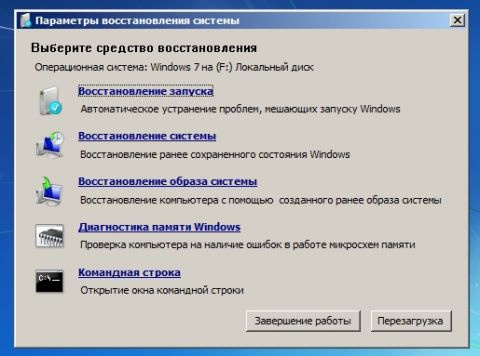 Параметры восстановления системы
Выберите средство восстановления
Операционная система: Windows 7 на (F:) Локальный диск
Восстановление запуска
Автоматическое устранение проблем, мешающих запуску Windows
Восстановление системы
Восстановление ранее сохраненного состояния Windows
Восстановление образа системы
Восстановление компьютера с помощью созданного ранее образа системы
Диагностика памяти Windows
Проверка компьютера на наличие ошибок в работе микросхем памяти
C:\
Командная строка
Открытие окна командной строки
Завершение работы
Перезагрузка